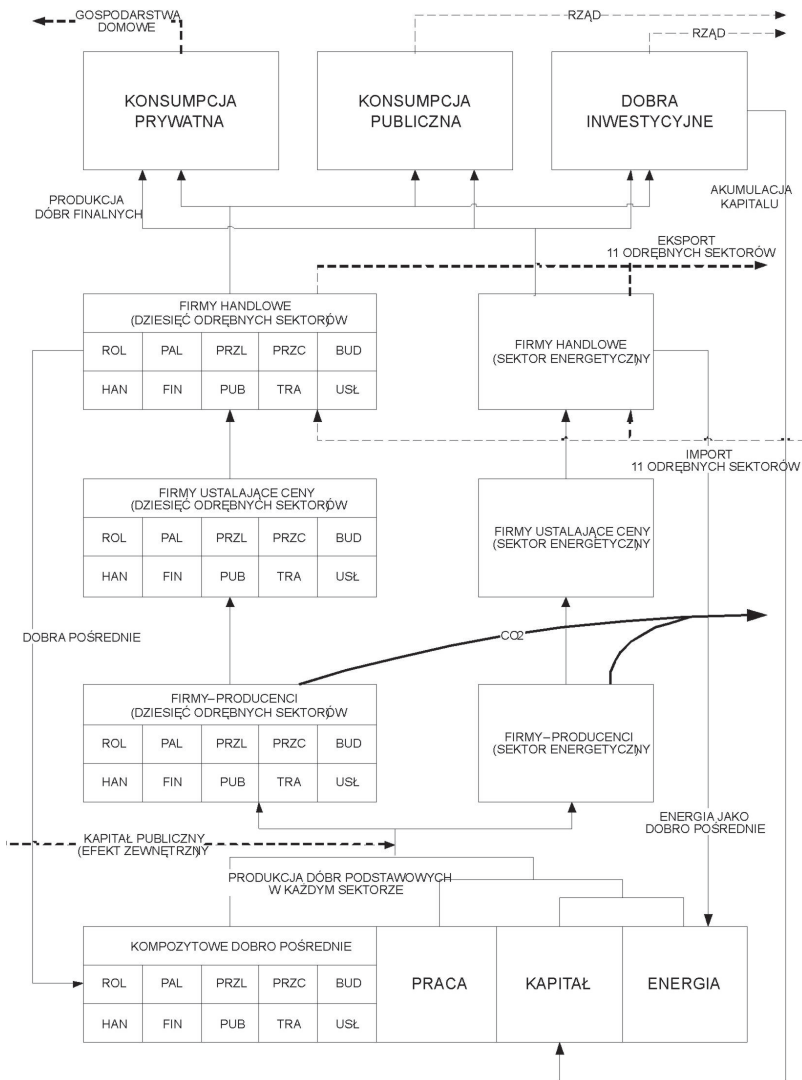 GOSPODARSTWA
DOMOWE
RZĄD
RZĄD
KONSUMPCJA
PRYWATNA
KONSUMPCJA
PUBLICZNA
DOBRA
INWESTYCYJNE
PRODUKCJA
DÓBR FINALNYCH
AKUMULACJA
KAPITALU
EKSPORT
11 ODRĘBNYCH SEKTORÓW
FIRMY HANDLOWE
(DZIESIĘĆ ODRĘBNYCH SEKTORÓW)
ROL PAL PRZL PRZC BUD
HAN FIN PUB TRA USŁ
FIRMY HANDLOWE
(SEKTOR ENERGETYCZNY)
IMPORT
11 ODRĘBNYCH SEKTORÓW
FIRMY USTALAJĄCE CENY
(DZIESIĘĆ ODRĘBNYCH SEKTORÓW)
ROL PAL PRZL PRZC BUD
HAN FIN PUB TRA USŁ
FIRMY USTALAJĄCE CENY
(SEKTOR ENERGETYCZNY)
DOBRA POŚREDNIE
CO2
FIRMY–PRODUCENCI
(DZIESIĘĆ ODRĘBNYCH SEKTORÓW)
ROL PAL PRZL PRZC BUD
HAN FIN PUB TRA USŁ
FIRMY–PRODUCENCI
(SEKTOR ENERGETYCZNY)
KAPITAŁ PUBLICZNY
(EFEKT ZEWNĘTRZNY)
ENERGIA JAKO
DOBRO POŚREDNIE
PRODUKCJA DÓBR PODSTAWOWYCH
W KAŻDYM SEKTORZE
KOMPOZYTOWE DOBRO POŚREDNIE
ROL PAL PRZL PRZC BUD
HAN FIN PUB TRA USŁ
PRACA
KAPITAŁ
ENERGIA